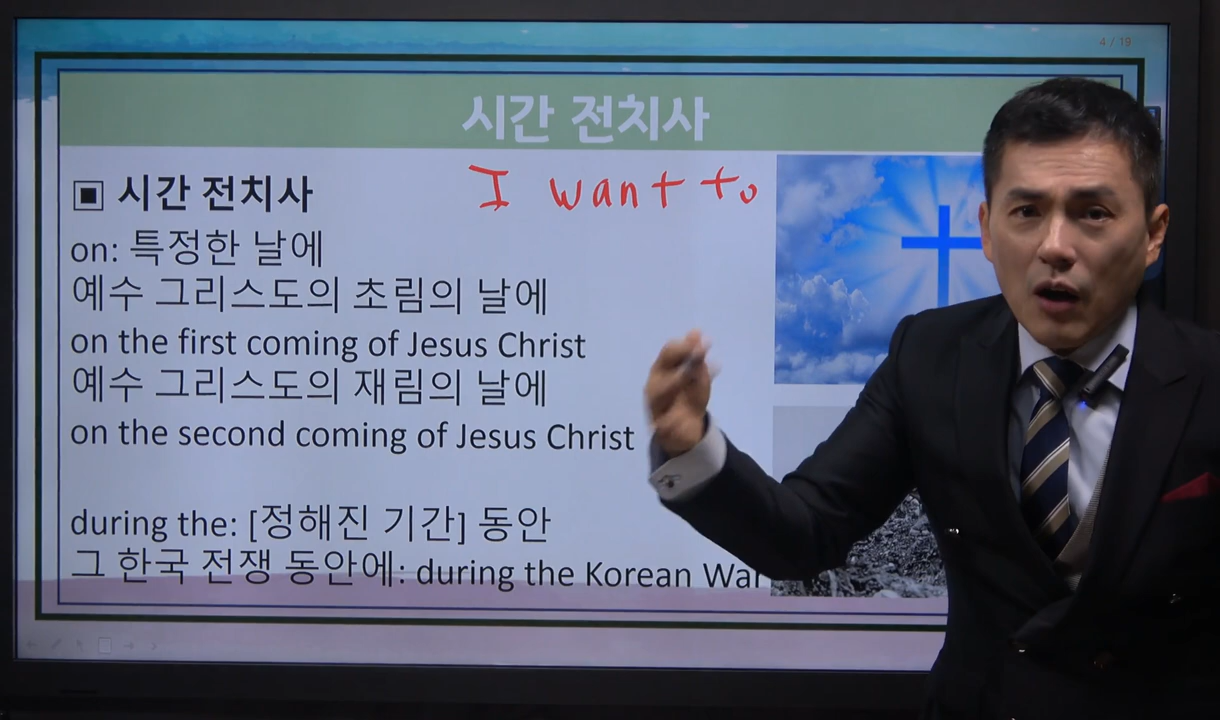 4 / 19
시간 전치사
I want to
▣ 시간 전치사
on: 특정한 날에
예수 그리스도의 초림의 날에
on the first coming of Jesus Christ
예수 그리스도의 재림의 날에
on the second coming of Jesus Christ
during the: [정해진 기간] 동안
그 한국 전쟁 동안에: during the Korean War